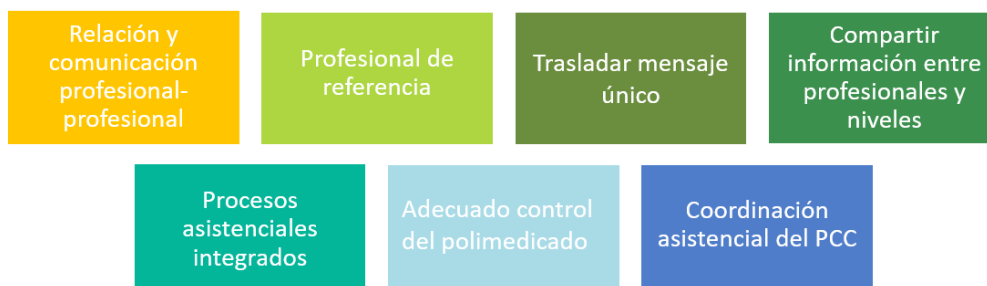 Relación y
comunicación
profesional-
profesional
Profesional de
referencia
Trasladar mensaje
único
Compartir
información entre
profesionales y
niveles
Procesos
asistenciales
integrados
Adecuado control
del polimedicado
Coordinación
asistencial del PCC